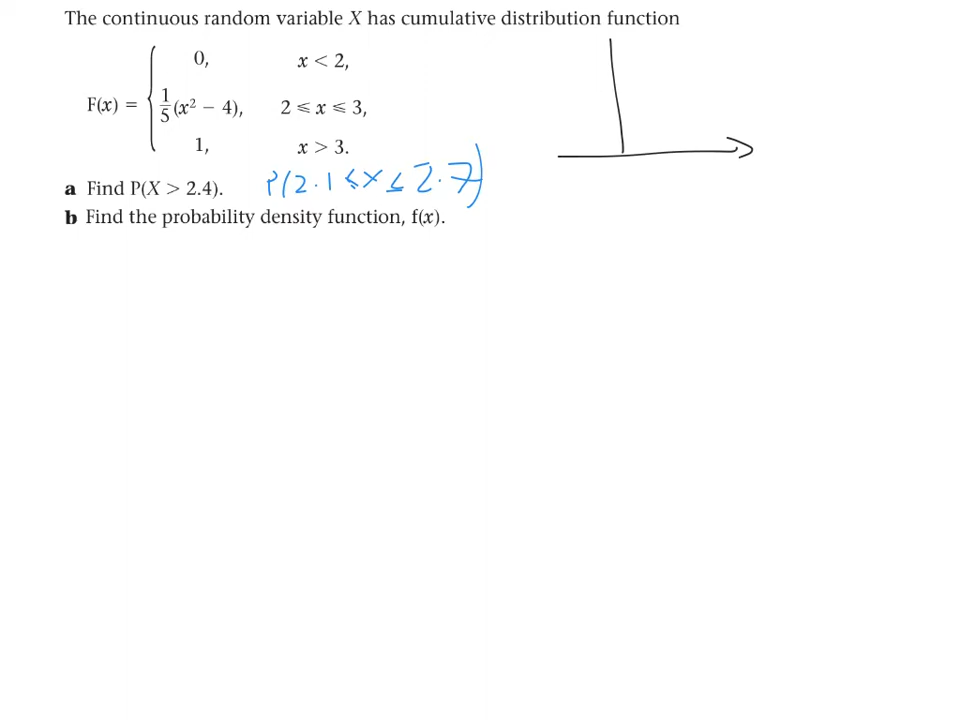 The continuous random variable X has cumulative distribution function
0, x < 2,
F(x) = { 1/5 (x² − 4), 2 ⩽ x ⩽ 3,
1, x > 3.
a Find P(X > 2.4). P(2.1 ≤ x ≤ 2.7)
b Find the probability density function, f(x).